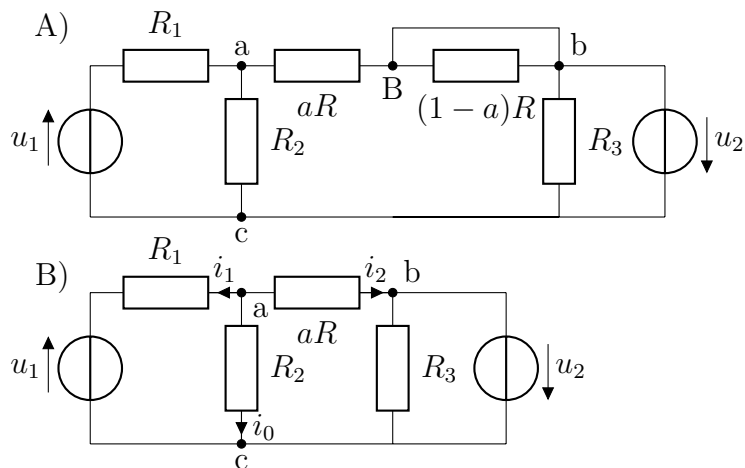 A)
R₁
a
b
B
aR
(1 − a)R
u₁
R₂
R₃
u₂
c
B)
R₁
i₁
i₂
b
a
aR
u₁
R₂
R₃
u₂
i₀
c